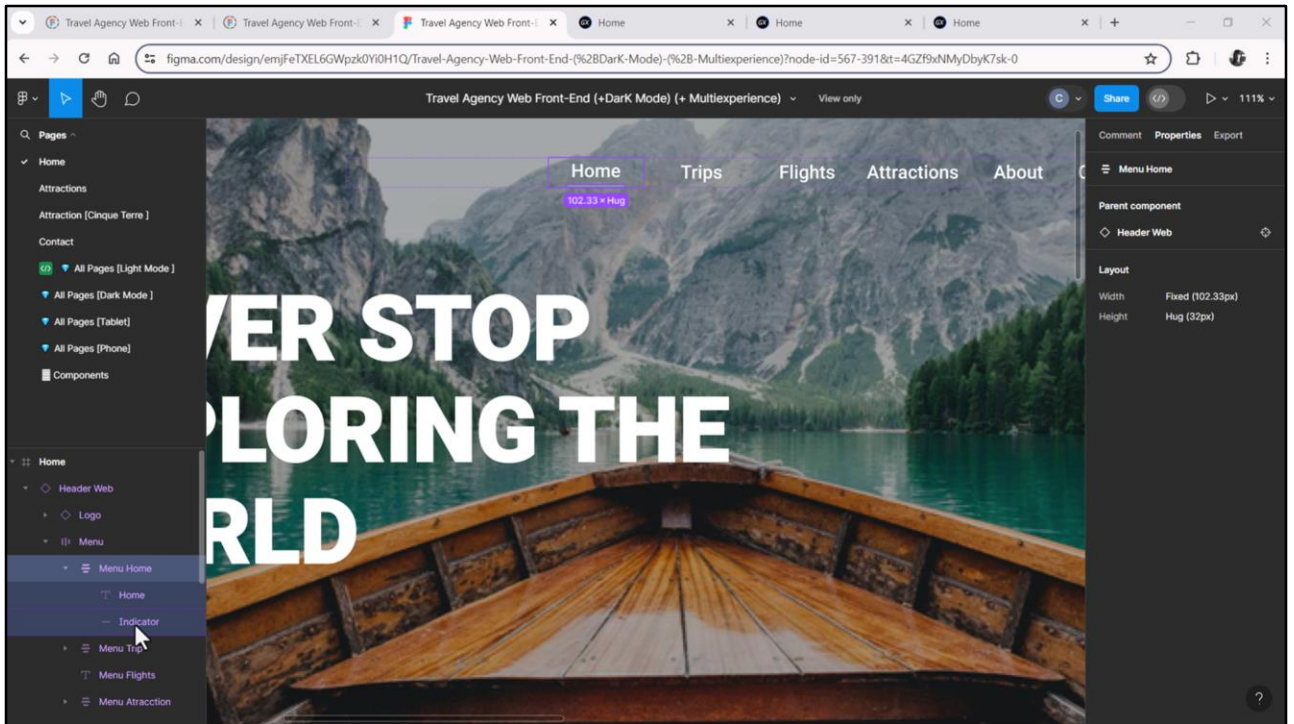 Travel Agency Web Front-E
Travel Agency Web Front-E
Travel Agency Web Front-E
Home
Home
Home
figma.com/design/emjFeTXEL6GWpzk0Yi0H1Q/Travel-Agency-Web-Front-End-(%2BDarK-Mode)-(%2B-Multiexperience)?node-id=567-391&t=4GZf9xNMyDbyK7sk-0
Travel Agency Web Front-End (+DarK Mode) (+ Multiexperience)
View only
C
Share
111%
Pages
Home
Attractions
Attraction [Cinque Terre ]
Contact
All Pages [Light Mode ]
All Pages [Dark Mode ]
All Pages [Tablet]
All Pages [Phone]
Components
Home
Header Web
Logo
Menu
Menu Home
Home
Indicator
Menu Trip
Menu Flights
Menu Atracction
Home Trips Flights Attractions About
102.33 × Hug
VER STOP
PLORING THE
RLD
Comment Properties Export
Menu Home
Parent component
Header Web
Layout
Width Fixed (102.33px)
Height Hug (32px)
?